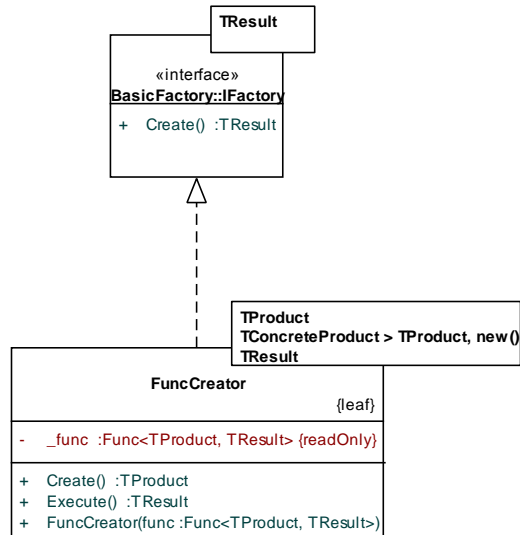 TResult
«interface»
BasicFactory::IFactory
+ Create() :TResult
TProduct
TConcreteProduct > TProduct, new()
TResult
FuncCreator
{leaf}
- _func :Func<TProduct, TResult> {readOnly}
+ Create() :TProduct
+ Execute() :TResult
+ FuncCreator(func :Func<TProduct, TResult>)